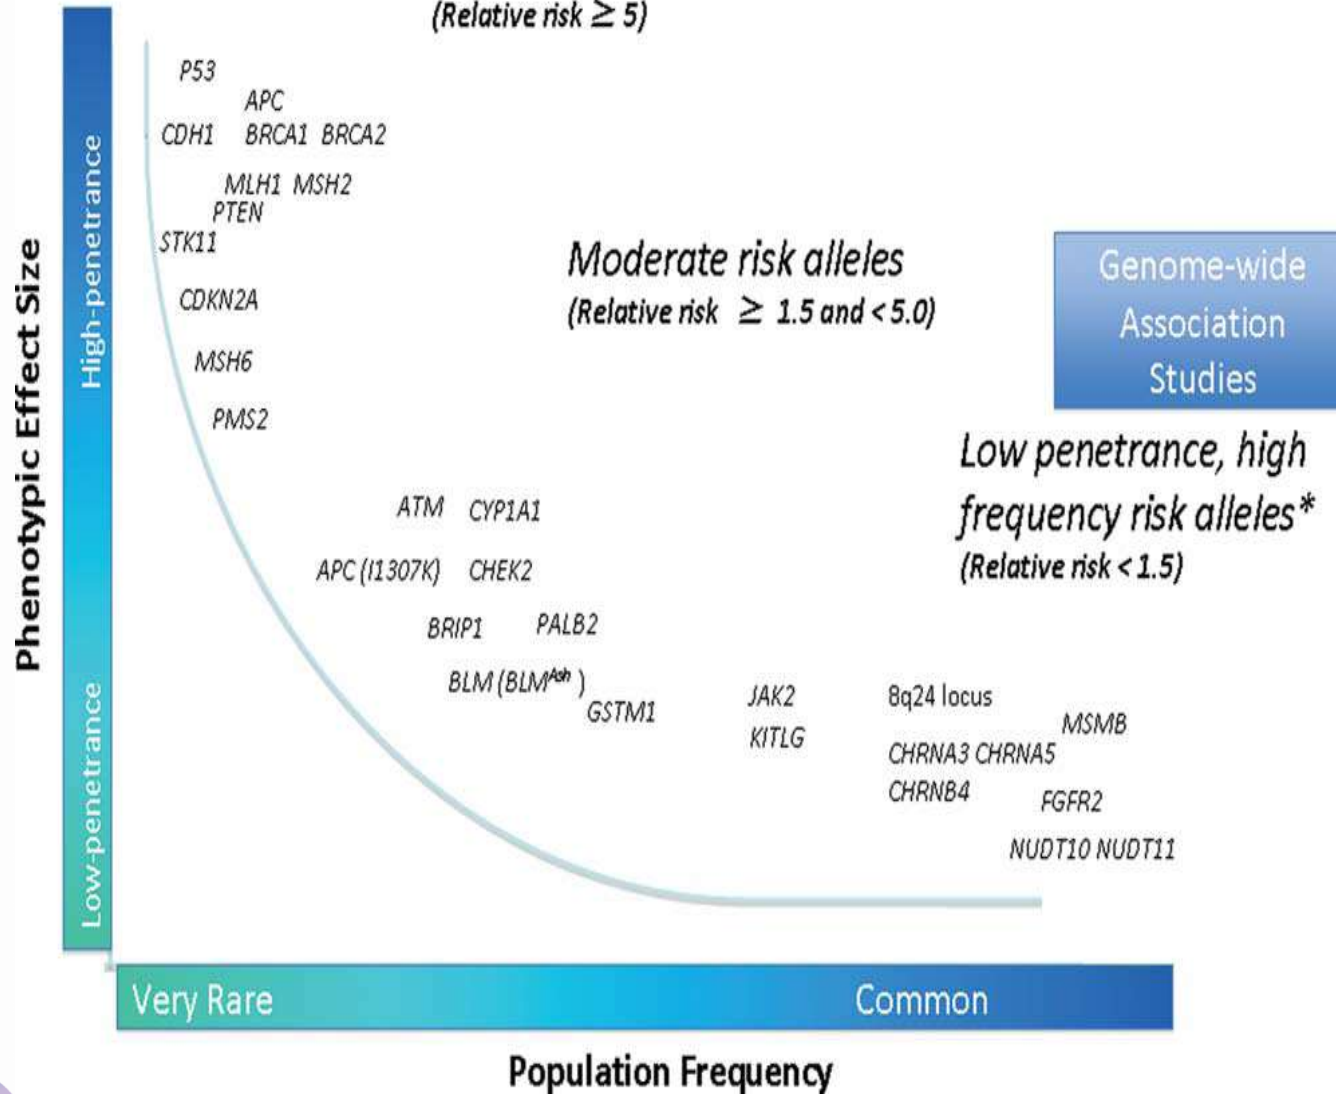 (Relative risk ≥ 5)
P53
APC
CDH1 BRCA1 BRCA2
MLH1 MSH2
PTEN
STK11
CDKN2A
MSH6
PMS2
Moderate risk alleles
(Relative risk ≥ 1.5 and < 5.0)
Genome-wide
Association
Studies
Low penetrance, high
frequency risk alleles*
(Relative risk < 1.5)
ATM CYP1A1
APC (I1307K) CHEK2
BRIP1 PALB2
BLM (BLMAsh )
GSTM1
JAK2
KITLG
8q24 locus
MSMB
CHRNA3 CHRNA5
CHRNB4
FGFR2
NUDT10 NUDT11
Phenotypic Effect Size
High-penetrance
Low-penetrance
Very Rare
Common
Population Frequency